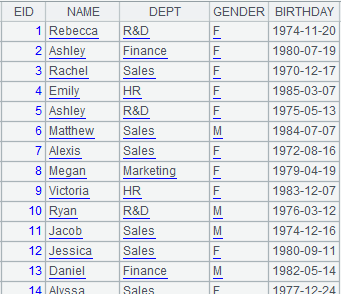 EID NAME DEPT GENDER BIRTHDAY
1 Rebecca R&D F 1974-11-20
2 Ashley Finance F 1980-07-19
3 Rachel Sales F 1970-12-17
4 Emily HR F 1985-03-07
5 Ashley R&D F 1975-05-13
6 Matthew Sales M 1984-07-07
7 Alexis Sales F 1972-08-16
8 Megan Marketing F 1979-04-19
9 Victoria HR F 1983-12-07
10 Ryan R&D M 1976-03-12
11 Jacob Sales M 1974-12-16
12 Jessica Sales F 1980-09-11
13 Daniel Finance M 1982-05-14
14 Alyssa Sales F 1977-12-24